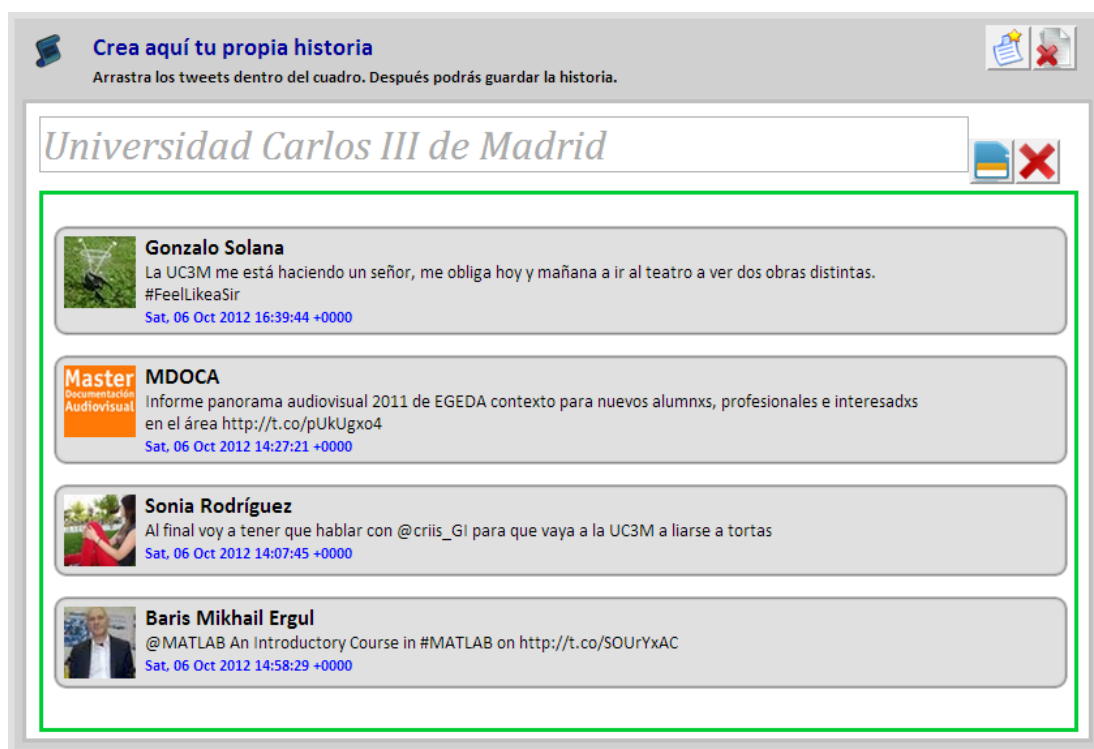 Crea aquí tu propia historia
Arrastra los tweets dentro del cuadro. Después podrás guardar la historia.
Universidad Carlos III de Madrid
Gonzalo Solana
La UC3M me está haciendo un señor, me obliga hoy y mañana a ir al teatro a ver dos obras distintas.
#FeelLikeaSir
Sat, 06 Oct 2012 16:39:44 +0000
Master
Documentación
Audiovisual
MDOCA
Informe panorama audiovisual 2011 de EGEDA contexto para nuevos alumnxs, profesionales e interesadxs
en el área http://t.co/pUkUgxo4
Sat, 06 Oct 2012 14:27:21 +0000
Sonia Rodríguez
Al final voy a tener que hablar con @criis_GI para que vaya a la UC3M a liarse a tortas
Sat, 06 Oct 2012 14:07:45 +0000
Baris Mikhail Ergul
@MATLAB An Introductory Course in #MATLAB on http://t.co/SOUrYxAC
Sat, 06 Oct 2012 14:58:29 +0000